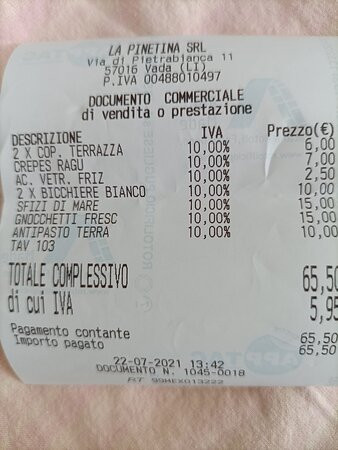 LA PINETINA SRL
Via di Pietrabianca 11
57016 Vada (LI)
P.IVA 00488010497
DOCUMENTO COMMERCIALE
di vendita o prestazione
DESCRIZIONE IVA Prezzo(€)
2 X COP. TERRAZZA 10,00% 6,00
CREPES RAGU 10,00% 7,00
AC. VETR. FRIZ 10,00% 2,50
2 X BICCHIERE BIANCO 10,00% 10,00
SFIZI DI MARE 10,00% 15,00
GNOCCHETTI FRESC 10,00% 15,00
ANTIPASTO TERRA 10,00% 10,00
TAV 103
TOTALE COMPLESSIVO 65,50
di cui IVA 5,95
Pagamento contante 65,50
Importo pagato 65,50
22-07-2021 13:42
DOCUMENTO N. 1045-0018
RT 99MEX013222